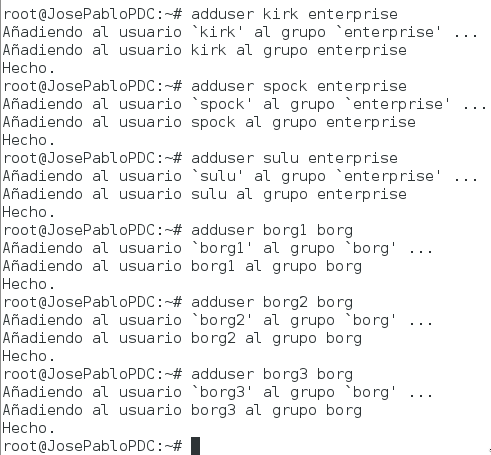 root@JosePabloPDC:~# adduser kirk enterprise
Añadiendo al usuario `kirk' al grupo `enterprise' ...
Añadiendo al usuario kirk al grupo enterprise
Hecho.
root@JosePabloPDC:~# adduser spock enterprise
Añadiendo al usuario `spock' al grupo `enterprise' ...
Añadiendo al usuario spock al grupo enterprise
Hecho.
root@JosePabloPDC:~# adduser sulu enterprise
Añadiendo al usuario `sulu' al grupo `enterprise' ...
Añadiendo al usuario sulu al grupo enterprise
Hecho.
root@JosePabloPDC:~# adduser borg1 borg
Añadiendo al usuario `borg1' al grupo `borg' ...
Añadiendo al usuario borg1 al grupo borg
Hecho.
root@JosePabloPDC:~# adduser borg2 borg
Añadiendo al usuario `borg2' al grupo `borg' ...
Añadiendo al usuario borg2 al grupo borg
Hecho.
root@JosePabloPDC:~# adduser borg3 borg
Añadiendo al usuario `borg3' al grupo `borg' ...
Añadiendo al usuario borg3 al grupo borg
Hecho.
root@JosePabloPDC:~#